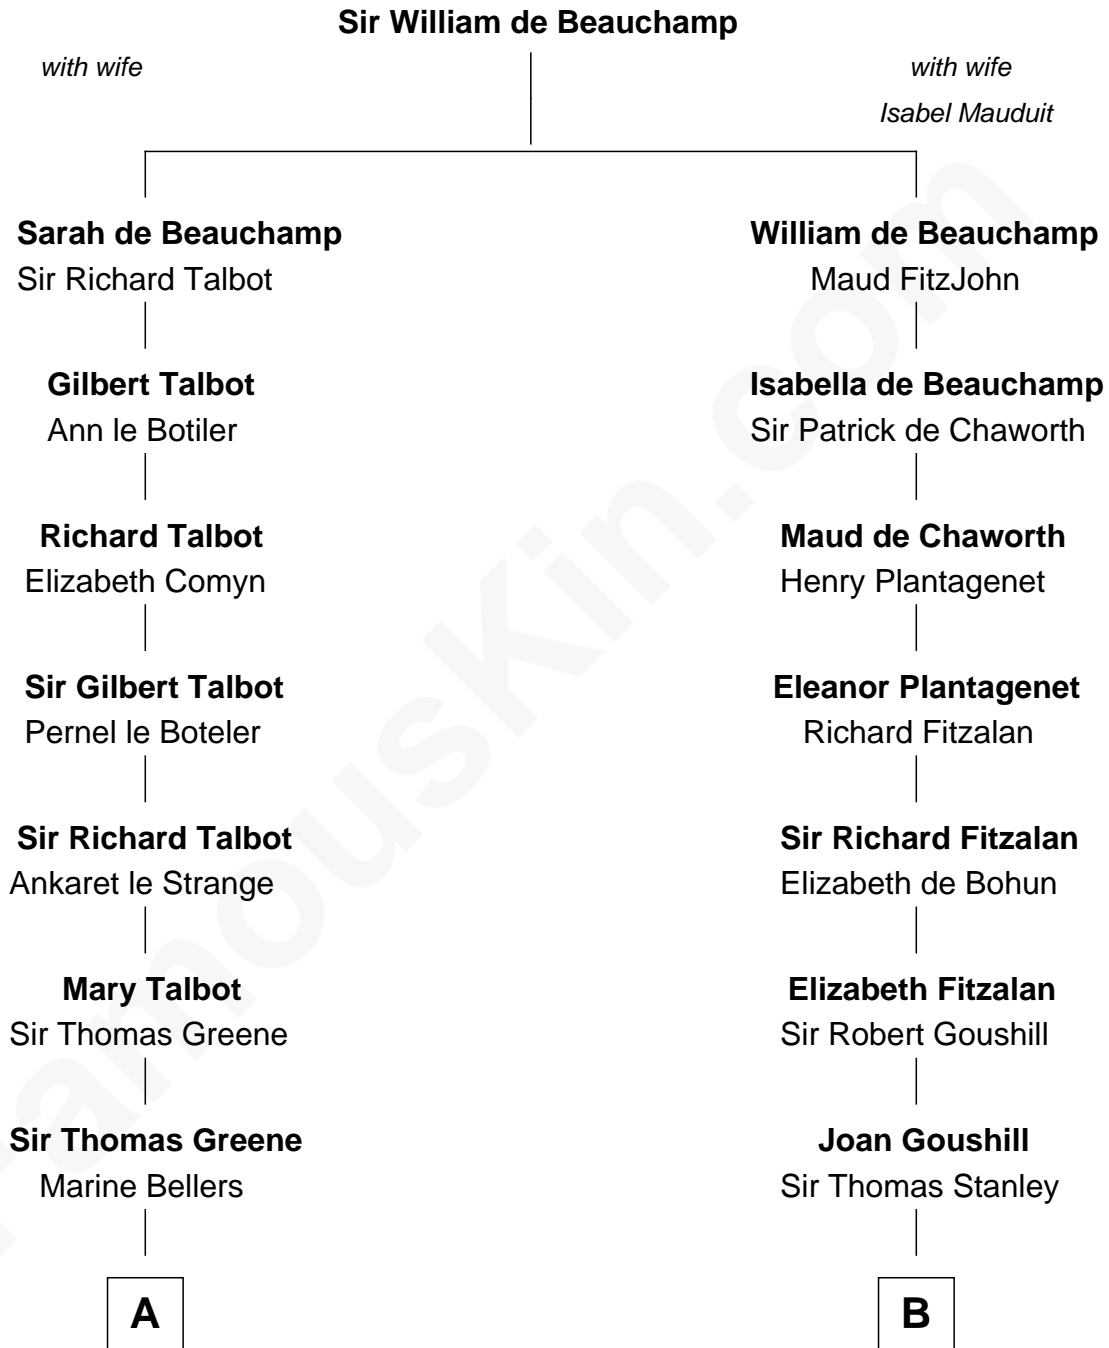 Sir William de Beauchamp
with wife
with wife
Isabel Mauduit
Sarah de Beauchamp
Sir Richard Talbot
William de Beauchamp
Maud FitzJohn
Gilbert Talbot
Ann le Botiler
Isabella de Beauchamp
Sir Patrick de Chaworth
Richard Talbot
Elizabeth Comyn
Maud de Chaworth
Henry Plantagenet
Sir Gilbert Talbot
Pernel le Boteler
Eleanor Plantagenet
Richard Fitzalan
Sir Richard Talbot
Ankaret le Strange
Sir Richard Fitzalan
Elizabeth de Bohun
Mary Talbot
Sir Thomas Greene
Elizabeth Fitzalan
Sir Robert Goushill
Sir Thomas Greene
Marine Bellers
Joan Goushill
Sir Thomas Stanley
A
B
FamousKin.com